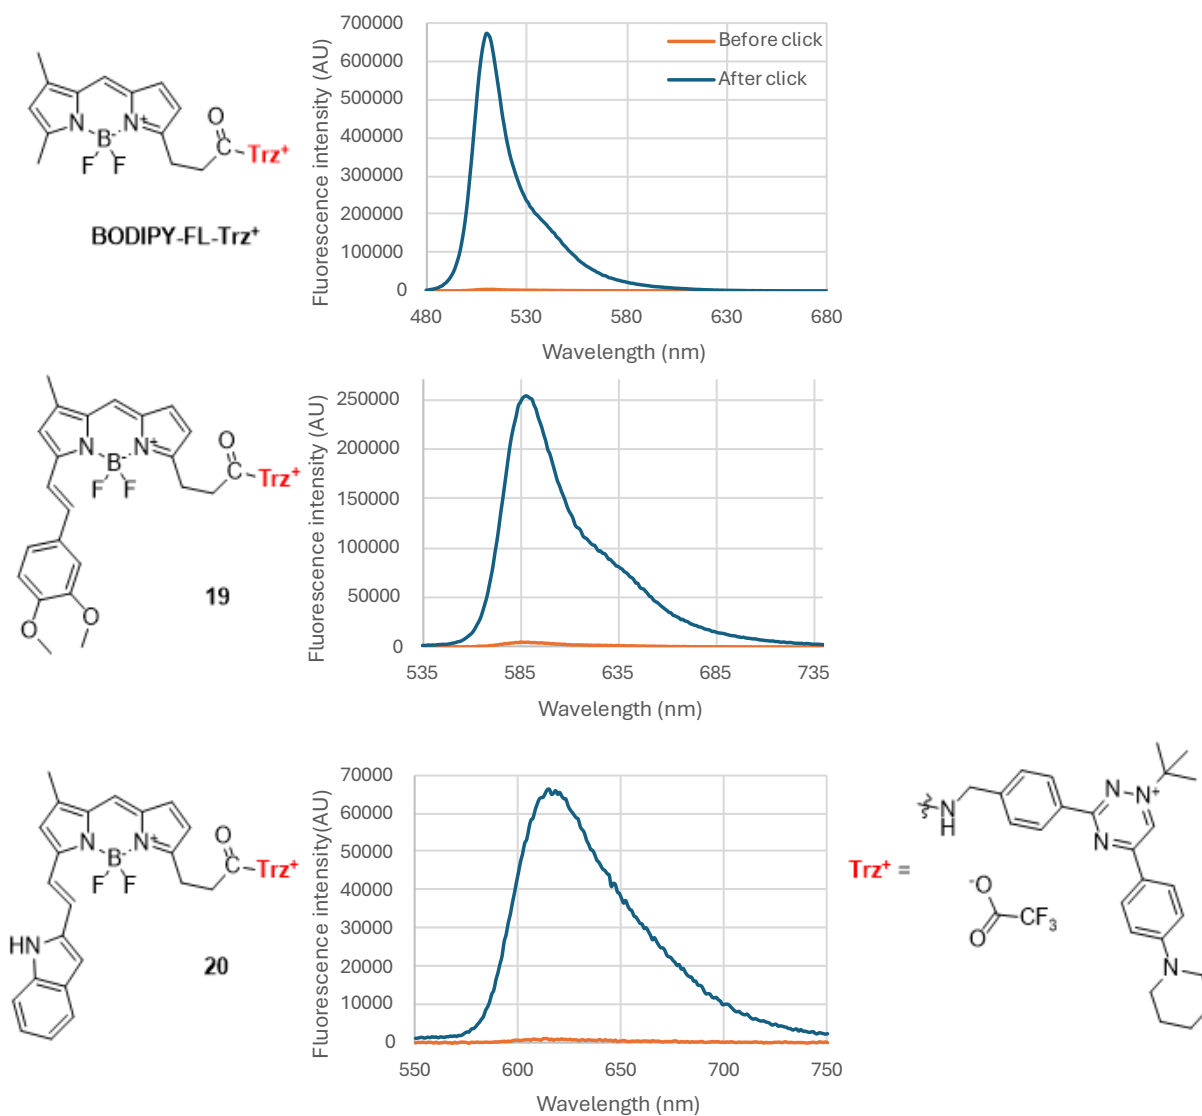 N
N+
B-
F
F
O
C
Trz+
BODIPY-FL-Trz+
Fluorescence intensity (AU)
700000
600000
500000
400000
300000
200000
100000
0
480
530
580
630
680
Wavelength (nm)
Before click
After click
N
N+
B-
F
F
O
C
Trz+
O
O
19
Fluorescence intensity (AU)
250000
200000
150000
100000
50000
0
535
585
635
685
735
Wavelength (nm)
N
N+
B-
F
F
O
C
Trz+
HN
20
Fluorescence intensity(AU)
70000
60000
50000
40000
30000
20000
10000
0
550
600
650
700
750
Wavelength (nm)
Trz+ =
N
H
N
N+
N
-O
O
CF3
N